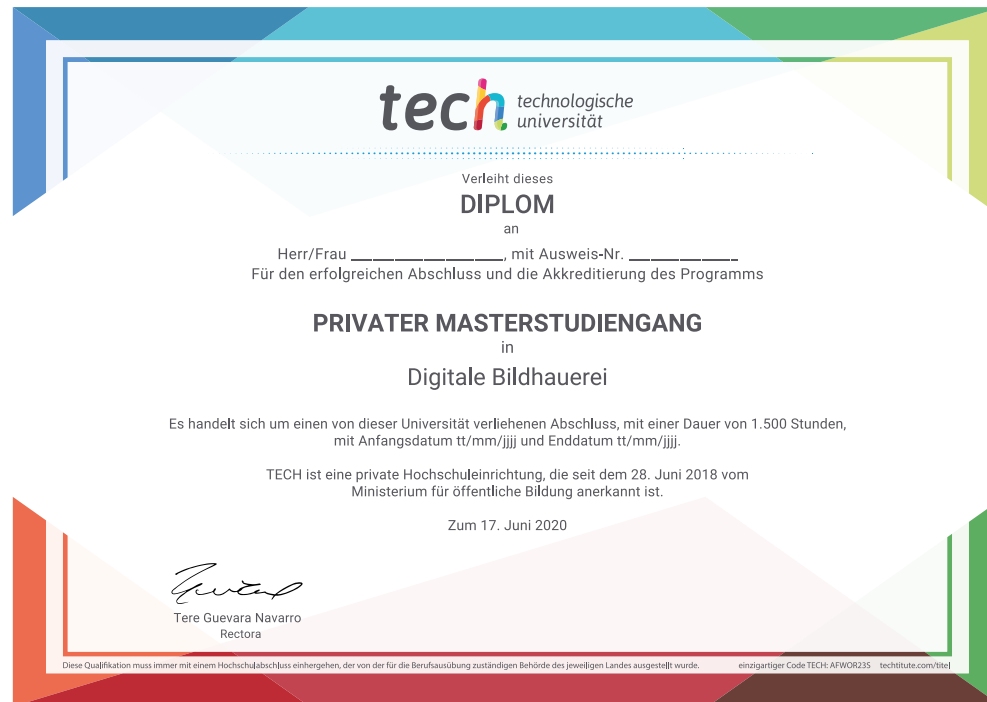 tech technologische
universität
Verleiht dieses
DIPLOM
an
Herr/Frau ______________, mit Ausweis-Nr. __________
Für den erfolgreichen Abschluss und die Akkreditierung des Programms
PRIVATER MASTERSTUDIENGANG
in
Digitale Bildhauerei
Es handelt sich um einen von dieser Universität verliehenen Abschluss, mit einer Dauer von 1.500 Stunden,
mit Anfangsdatum tt/mm/jjjj und Enddatum tt/mm/jjjj.
TECH ist eine private Hochschuleinrichtung, die seit dem 28. Juni 2018 vom
Ministerium für öffentliche Bildung anerkannt ist.
Zum 17. Juni 2020
Tere Guevara Navarro
Rectora
Diese Qualifikation muss immer mit einem Hochschulabschluss einhergehen, der von der für die Berufsausübung zuständigen Behörde des jeweiligen Landes ausgestellt wurde. einzigartiger Code TECH: AFWOR23S techtitute.com/titel